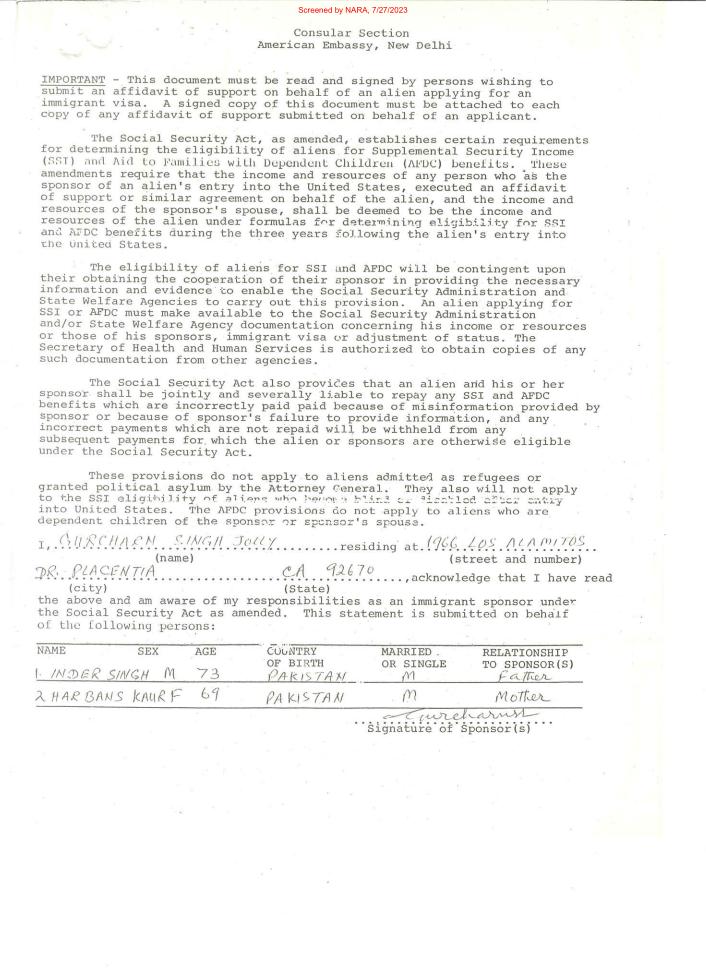 Screened by NARA, 7/27/2023
Consular Section
American Embassy, New Delhi
IMPORTANT - This document must be read and signed by persons wishing to
submit an affidavit of support on behalf of an alien applying for an
immigrant visa. A signed copy of this document must be attached to each
copy of any affidavit of support submitted on behalf of an applicant.
The Social Security Act, as amended, establishes certain requirements
for determining the eligibility of aliens for Supplemental Security Income
(SSI) and Aid to Families with Dependent Children (AFDC) benefits. These
amendments require that the income and resources of any person who as the
sponsor of an alien's entry into the United States, executed an affidavit
of support or similar agreement on behalf of the alien, and the income and
resources of the sponsor's spouse, shall be deemed to be the income and
resources of the alien under formulas for determining eligibility for SSI
and AFDC benefits during the three years following the alien's entry into
the United States.
The eligibility of aliens for SSI and AFDC will be contingent upon
their obtaining the cooperation of their sponsor in providing the necessary
information and evidence to enable the Social Security Administration and
State Welfare Agencies to carry out this provision. An alien applying for
SSI or AFDC must make available to the Social Security Administration
and/or State Welfare Agency documentation concerning his income or resources
or those of his sponsors, immigrant visa or adjustment of status. The
Secretary of Health and Human Services is authorized to obtain copies of any
such documentation from other agencies.
The Social Security Act also provides that an alien and his or her
sponsor shall be jointly and severally liable to repay any SSI and AFDC
benefits which are incorrectly paid paid because of misinformation provided by
sponsor or because of sponsor's failure to provide information, and any
incorrect payments which are not repaid will be withheld from any
subsequent payments for which the alien or sponsors are otherwise eligible
under the Social Security Act.
These provisions do not apply to aliens admitted as refugees or
granted political asylum by the Attorney General. They also will not apply
to the SSI eligibility of aliens who become blind or disabled after entry
into United States. The AFDC provisions do not apply to aliens who are
dependent children of the sponsor or sponsor's spouse.
I, GURCHARN SINGH JOLLY..........residing at 1966 LOS ALAMITOS
(name) (street and number)
DR. PLACENTIA CA 92670, acknowledge that I have read
(city) (State)
the above and am aware of my responsibilities as an immigrant sponsor under
the Social Security Act as amended. This statement is submitted on behalf
of the following persons:
NAME SEX AGE COUNTRY OF BIRTH MARRIED OR SINGLE RELATIONSHIP TO SPONSOR(S)
1. INDER SINGH M 73 PAKISTAN M Father
2 HARBANS KAUR F 69 PAKISTAN M Mother
Signature of Sponsor(s)